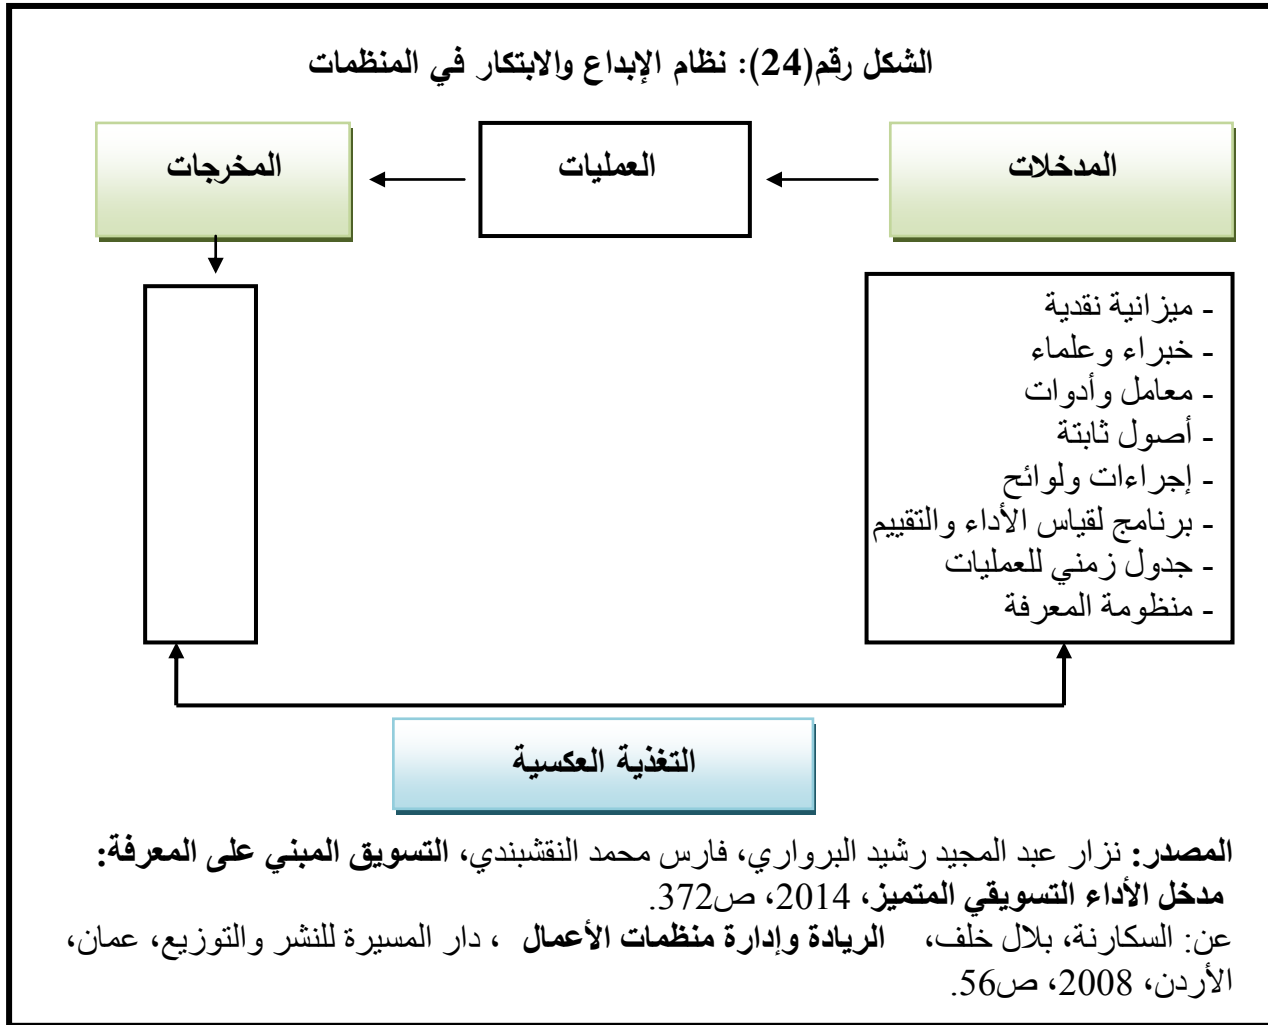 الشكل رقم(24): نظام الإبداع والابتكار في المنظمات
المدخلات
العمليات
المخرجات
- ميزانية نقدية
- خبراء وعلماء
- معامل وأدوات
- أصول ثابتة
- إجراءات ولوائح
- برنامج لقياس الأداء والتقييم
- جدول زمني للعمليات
- منظومة المعرفة
التغذية العكسية
المصدر: نزار عبد المجيد رشيد البرواري، فارس محمد النقشبندي، التسويق المبني على المعرفة:
مدخل الأداء التسويقي المتميز، 2014، ص372.
عن: السكارنة، بلال خلف، الريادة وإدارة منظمات الأعمال ، دار المسيرة للنشر والتوزيع، عمان،
الأردن، 2008، ص56.